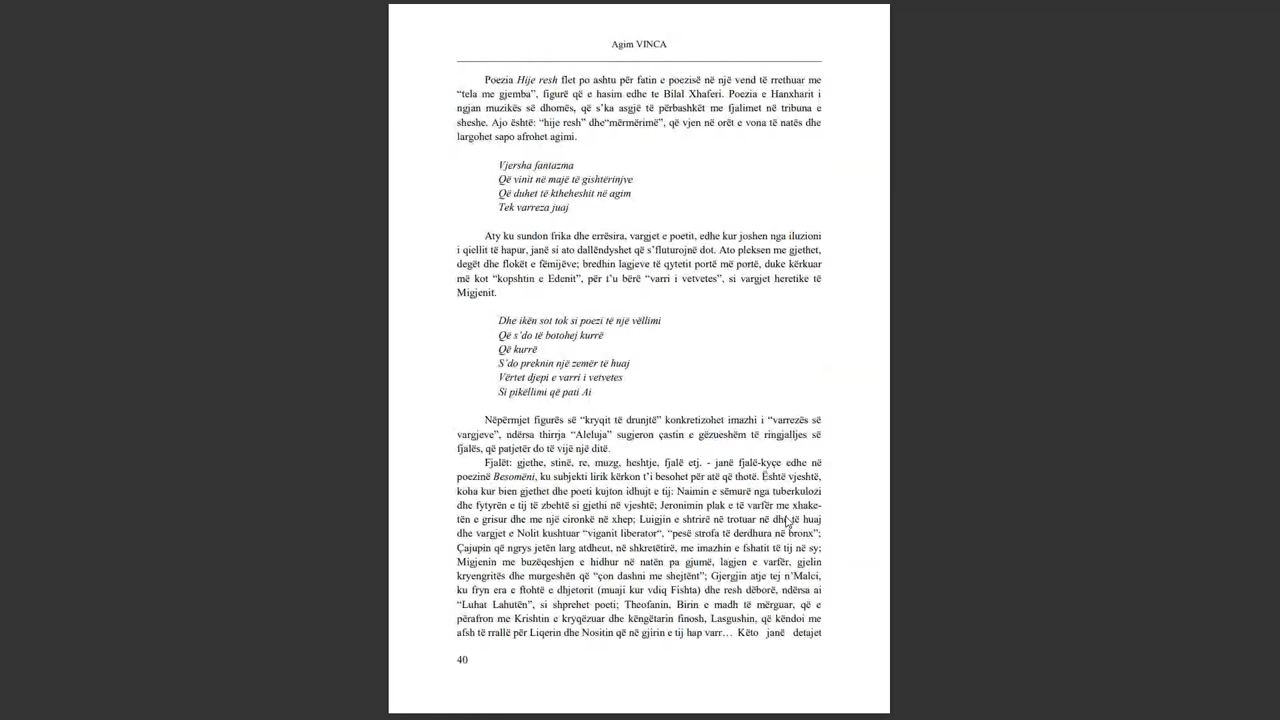 Agim VINCA
Poezia Hije resh flet po ashtu për fatin e poezisë në një vend të rrethuar me
“tela me gjemba”, figurë që e hasim edhe te Bilal Xhaferi. Poezia e Hanxharit i
ngjan muzikës së dhomës, që s’ka asgjë të përbashkët me fjalimet në tribuna e
sheshe. Ajo është: “hije resh” dhe“mërmërimë”, që vjen në orët e vona të natës dhe
largohet sapo afrohet agimi.
Vjersha fantazma
Që vinit në majë të gishtërinjve
Që duhet të ktheheshit në agim
Tek varreza juaj
Aty ku sundon frika dhe errësira, vargjet e poetit, edhe kur joshen nga iluzioni
i qiellit të hapur, janë si ato dallëndyshet që s’fluturojnë dot. Ato pleksen me gjethet,
degët dhe flokët e fëmijëve; bredhin lagjeve të qytetit portë më portë, duke kërkuar
më kot “kopshtin e Edenit”, për t’u bërë “varri i vetvetes”, si vargjet heretike të
Migjenit.
Dhe ikën sot tok si poezi të një vëllimi
Që s’do të botohej kurrë
Që kurrë
S’do preknin një zemër të huaj
Vërtet djepi e varri i vetvetes
Si pikëllimi që pati Ai
Nëpërmjet figurës së “kryqit të drunjtë” konkretizohet imazhi i “varrezës së
vargjeve”, ndërsa thirrja “Aleluja” sugjeron çastin e gëzueshëm të ringjalljes së
fjalës, që patjetër do të vijë një ditë.
Fjalët: gjethe, stinë, re, muzg, heshtje, fjalë etj. - janë fjalë-kyçe edhe në
poezinë Besomëni, ku subjekti lirik kërkon t’i besohet për atë që thotë. Është vjeshtë,
koha kur bien gjethet dhe poeti kujton idhujt e tij: Naimin e sëmurë nga tuberkulozi
dhe fytyrën e tij të zbehtë si gjethi në vjeshtë; Jeronimin plak e të varfër me xhake-
tën e grisur dhe me një cironkë në xhep; Luigjin e shtrirë në trotuar në dhe të huaj
dhe vargjet e Nolit kushtuar “viganit liberator“, “pesë strofa të derdhura në bronx”;
Çajupin që ngrys jetën larg atdheut, në shkretëtirë, me imazhin e fshatit të tij në sy;
Migjenin me buzëqeshjen e hidhur në natën pa gjumë, lagjen e varfër, gjelin
kryengritës dhe murgeshën që “çon dashni me shejtënt”; Gjergjin atje tej n’Malci,
ku fryn era e ftohtë e dhjetorit (muaji kur vdiq Fishta) dhe resh dëborë, ndërsa ai
“Luhat Lahutën”, si shprehet poeti; Theofanin, Birin e madh të mërguar, që e
përafron me Krishtin e kryqëzuar dhe këngëtarin finosh, Lasgushin, që këndoi me
afsh të rrallë për Liqerin dhe Nositin që në gjirin e tij hap varr… Këto janë detajet
40